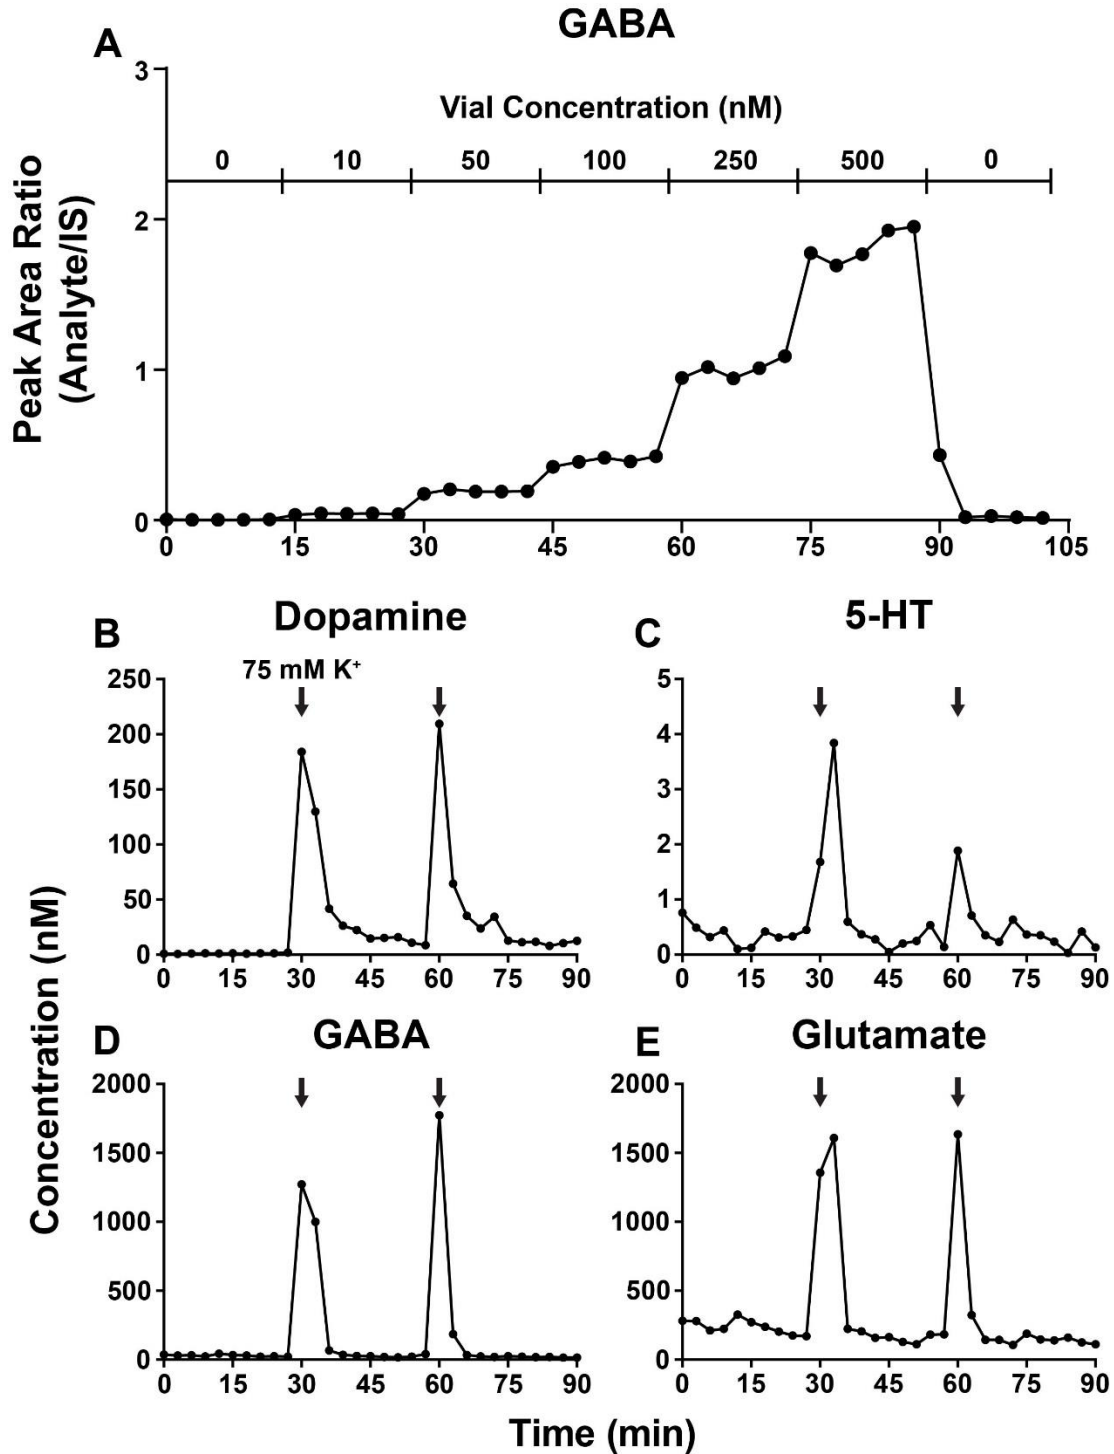 A
GABA
Peak Area Ratio
(Analyte/IS)
Vial Concentration (nM)
0 10 50 100 250 500 0
3
2
1
0
0 15 30 45 60 75 90 105
B
Dopamine
75 mM K⁺
250
200
150
100
50
0
0 15 30 45 60 75 90
C
5-HT
5
4
3
2
1
0
0 15 30 45 60 75 90
Concentration (nM)
D
GABA
2000
1500
1000
500
0
0 15 30 45 60 75 90
E
Glutamate
2000
1500
1000
500
0
0 15 30 45 60 75 90
Time (min)